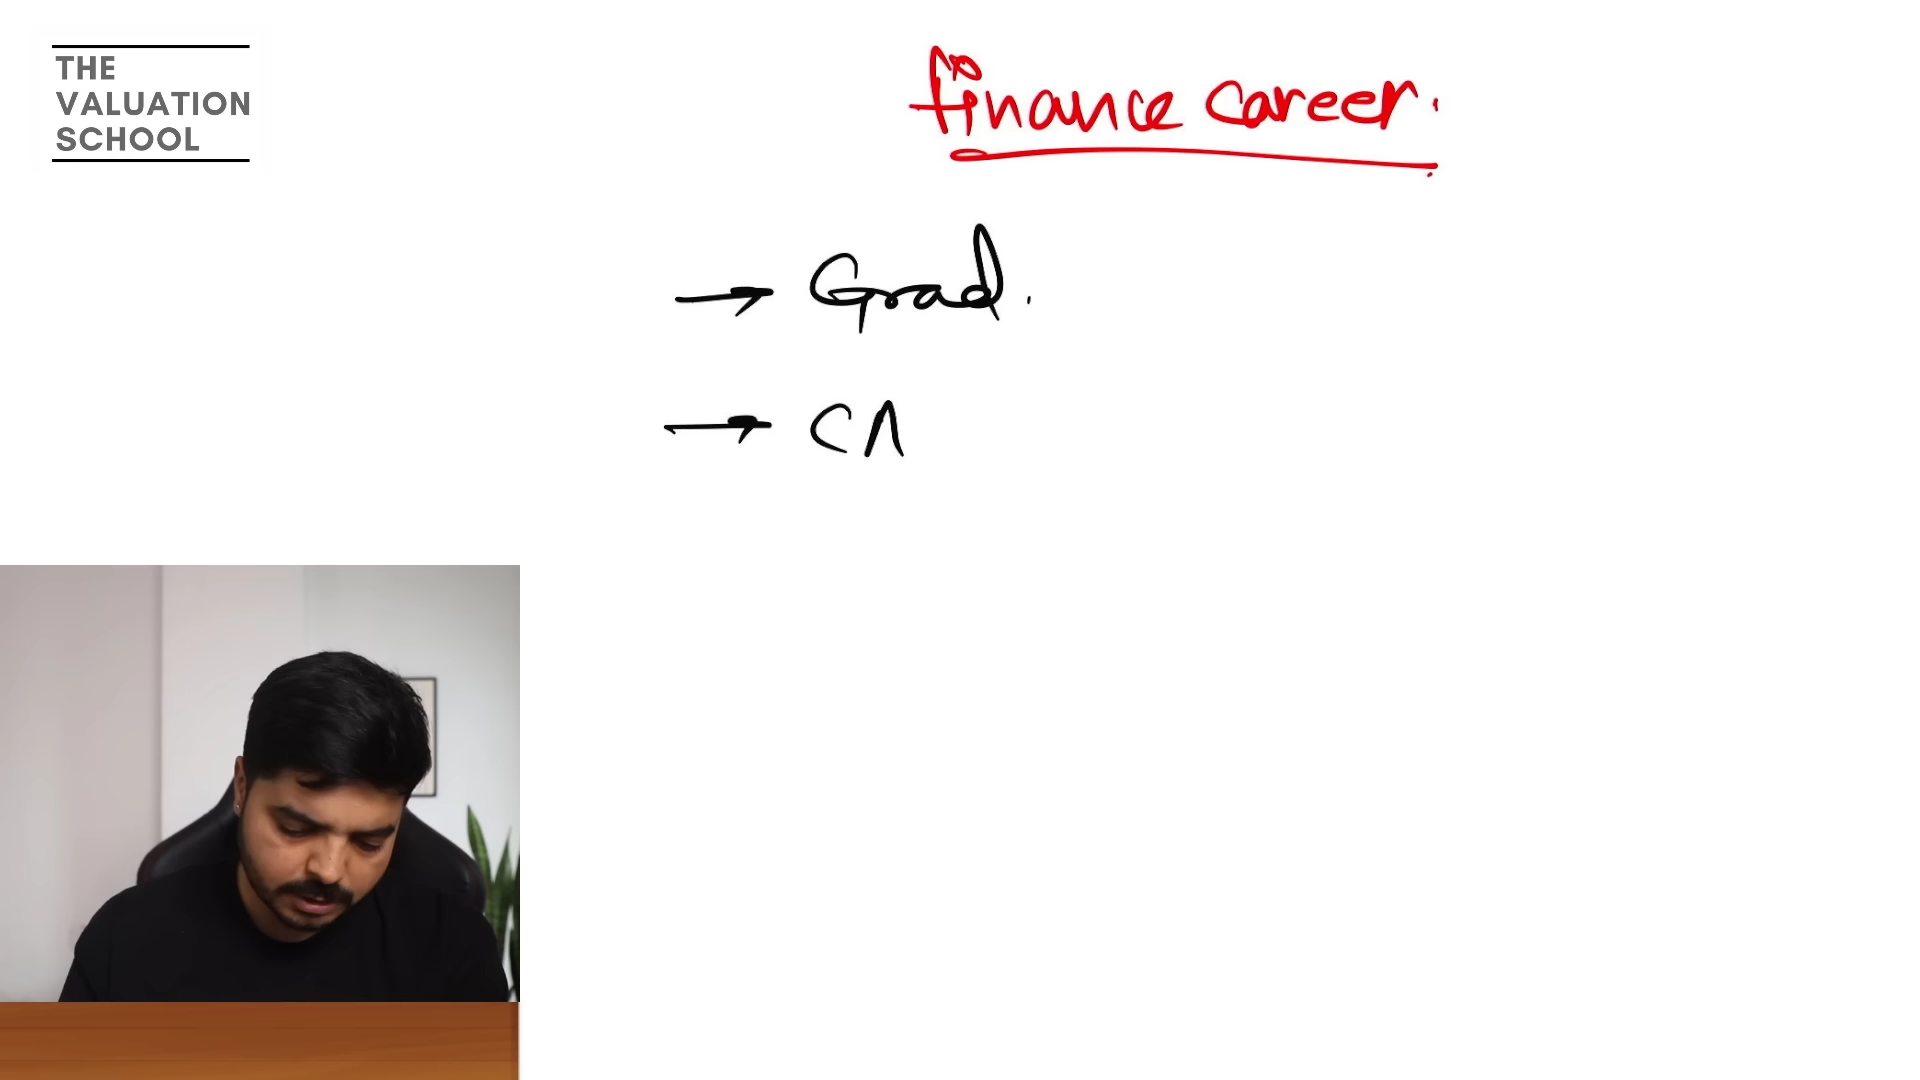 THE
VALUATION
SCHOOL
finance career.
→ Grad.
→ CA